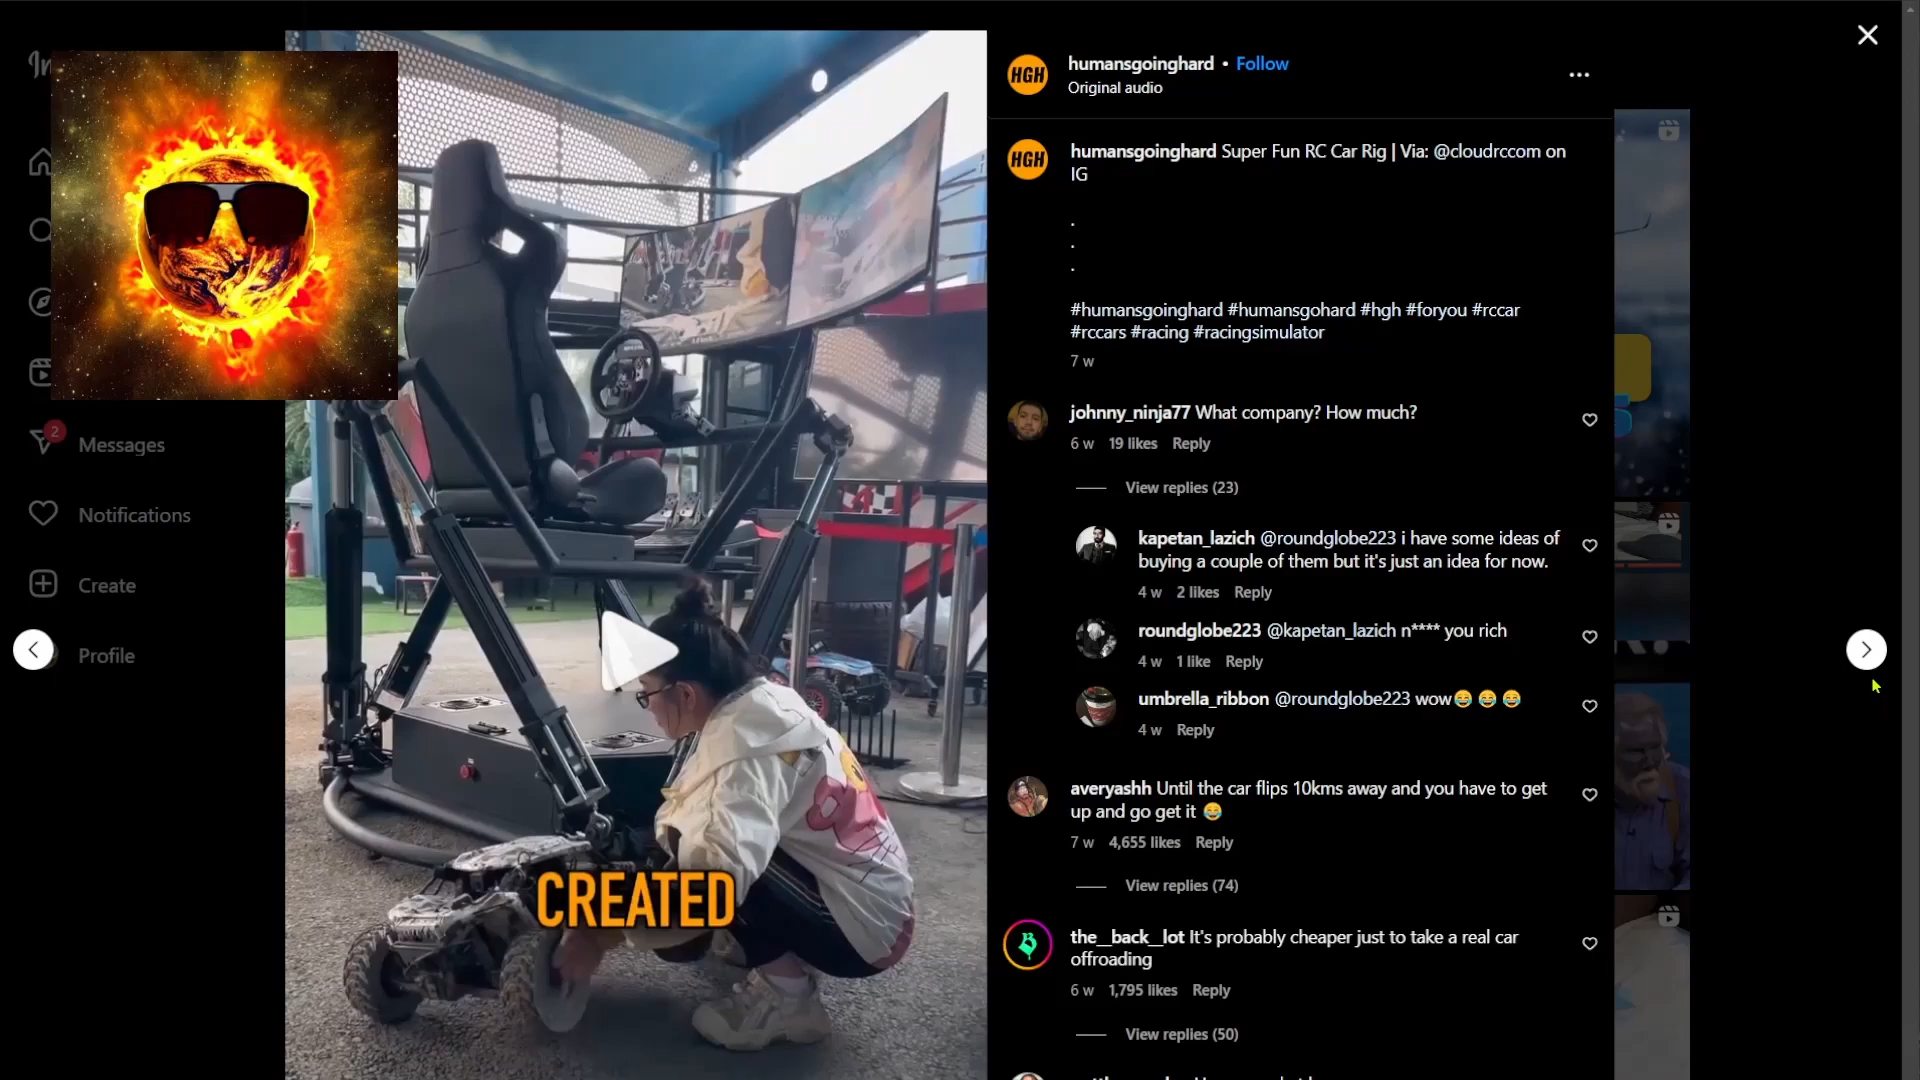 2
Messages
Notifications
Create
Profile
CREATED
HGH
humansgoinghard • Follow
Original audio
HGH
humansgoinghard Super Fun RC Car Rig | Via: @cloudrccom on
IG
.
.
.
#humansgoinghard #humansgohard #hgh #foryou #rccar
#rccars #racing #racingsimulator
7 w
johnny_ninja77 What company? How much?
6 w 19 likes Reply
View replies (23)
kapetan_lazich @roundglobe223 i have some ideas of
buying a couple of them but it's just an idea for now.
4 w 2 likes Reply
roundglobe223 @kapetan_lazich n**** you rich
4 w 1 like Reply
umbrella_ribbon @roundglobe223 wow😂 😂 😂
4 w Reply
averyashh Until the car flips 10kms away and you have to get
up and go get it 😂
7 w 4,655 likes Reply
View replies (74)
the__back__lot It's probably cheaper just to take a real car
offroading
6 w 1,795 likes Reply
View replies (50)